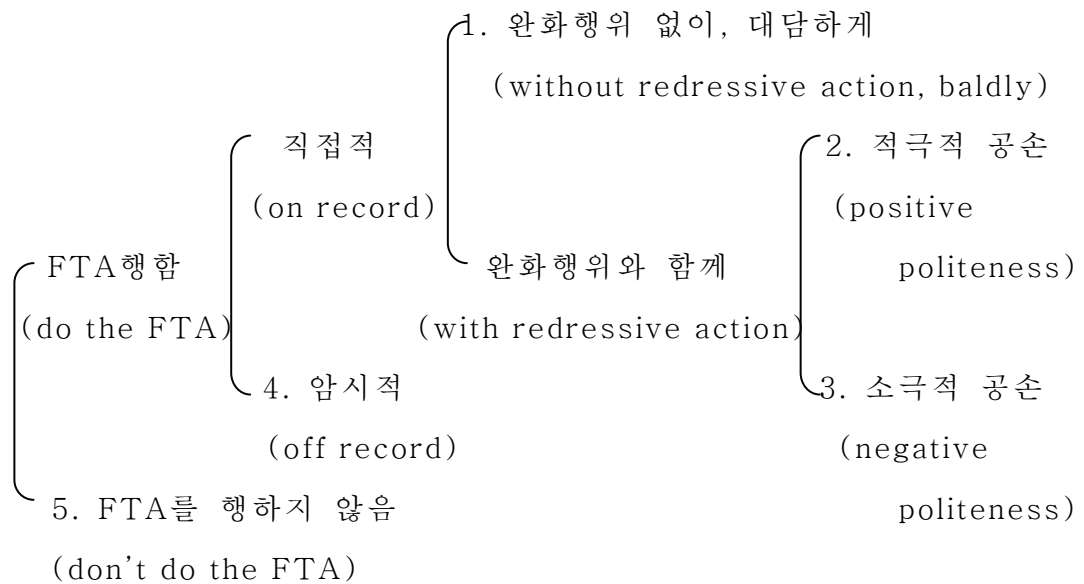 1. 완화행위 없이, 대담하게
(without redressive action, baldly)
직접적
2. 적극적 공손
(on record)
(positive
FTA행함
완화행위와 함께
politeness)
(do the FTA)
(with redressive action)
4. 암시적
3. 소극적 공손
(off record)
(negative
5. FTA를 행하지 않음
politeness)
(don't do the FTA)